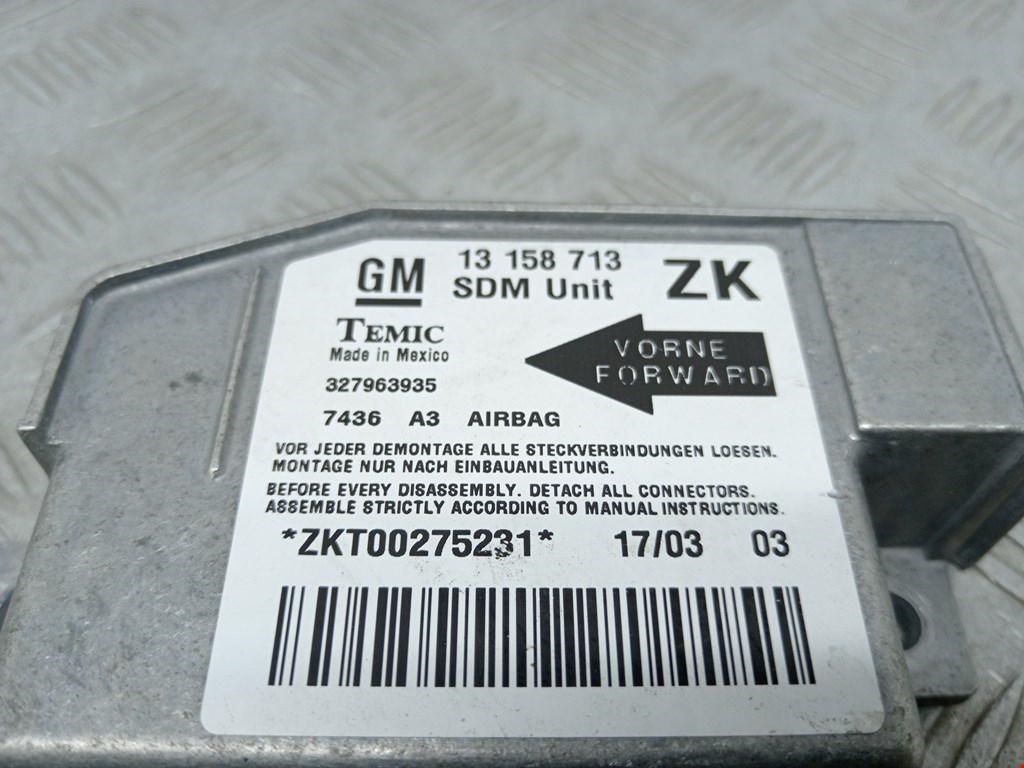 GM 13 158 713 ZK
SDM Unit
TEMIC
Made in Mexico
VORNE
FORWARD
327963935
7436 A3 AIRBAG
VOR JEDER DEMONTAGE ALLE STECKVERBINDUNGEN LOESEN.
MONTAGE NUR NACH EINBAUANLEITUNG.
BEFORE EVERY DISASSEMBLY. DETACH ALL CONNECTORS.
ASSEMBLE STRICTLY ACCORDING TO MANUAL INSTRUCTIONS.
*ZKT00275231* 17/03 03